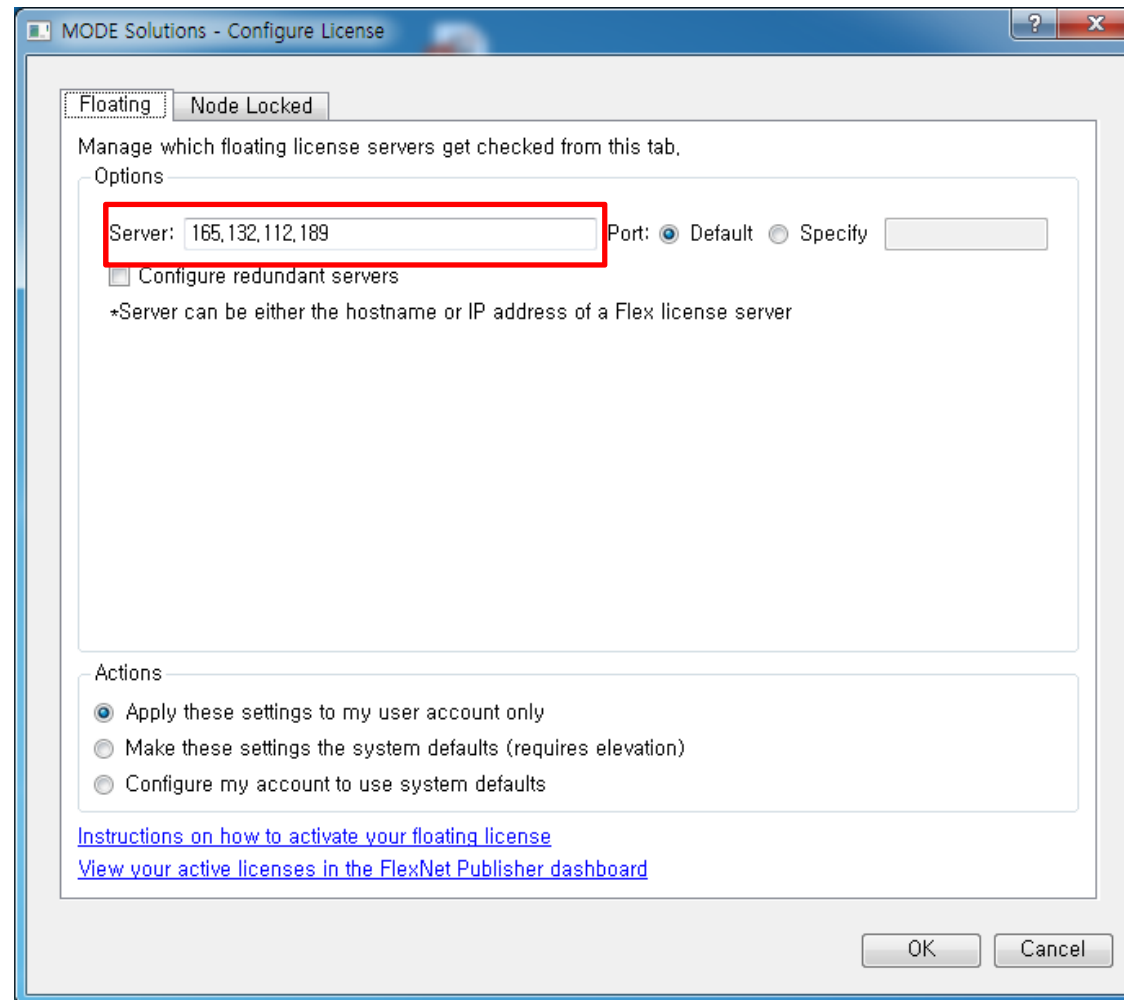 MODE Solutions - Configure License
Floating
Node Locked
Manage which floating license servers get checked from this tab,
Options
Server: 165,132,112,189 Port: Default Specify
Configure redundant servers
*Server can be either the hostname or IP address of a Flex license server
Actions
Apply these settings to my user account only
Make these settings the system defaults (requires elevation)
Configure my account to use system defaults
Instructions on how to activate your floating license
View your active licenses in the FlexNet Publisher dashboard
OK Cancel